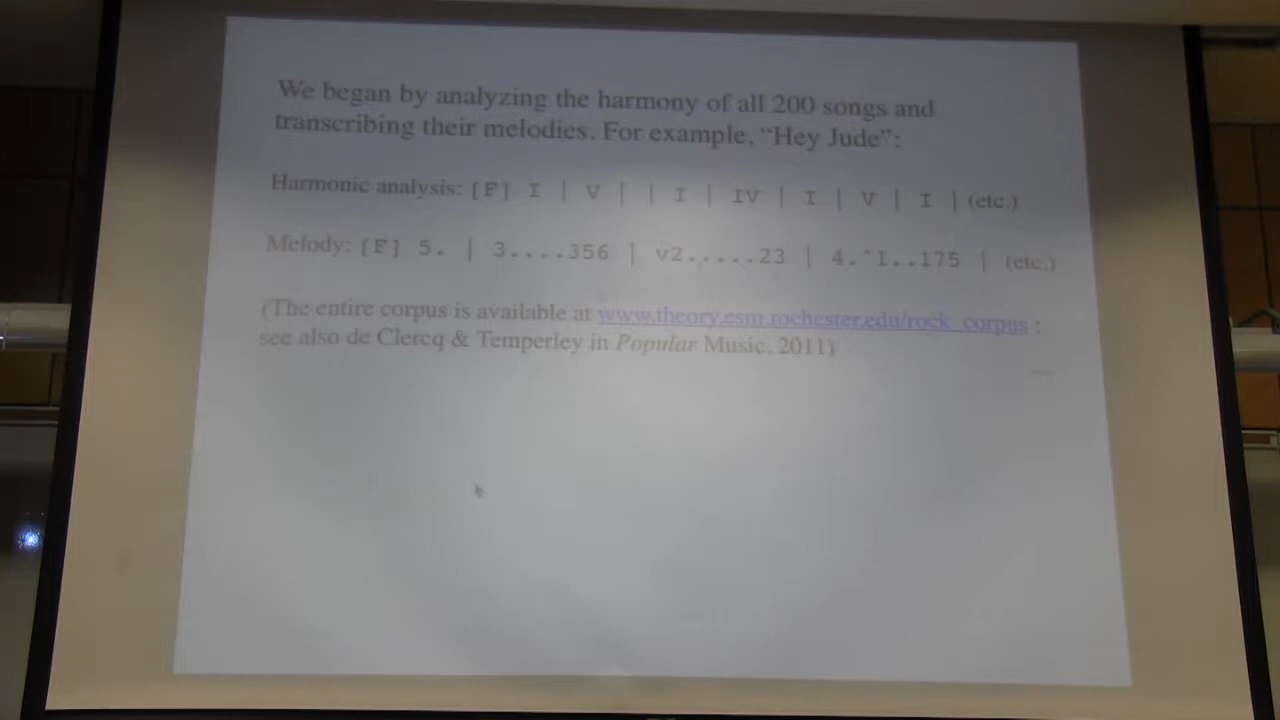 We began by analyzing the harmony of all 200 songs and
transcribing their melodies. For example, “Hey Jude”:
Harmonic analysis: [F] I | V | | I | IV | I | V | I | (etc.)
Melody: [F] 5. | 3....356 | v2.....23 | 4.^1..175 | (etc.)
(The entire corpus is available at www.theory.esm.rochester.edu/rock_corpus ;
see also de Clercq & Temperley in Popular Music, 2011)